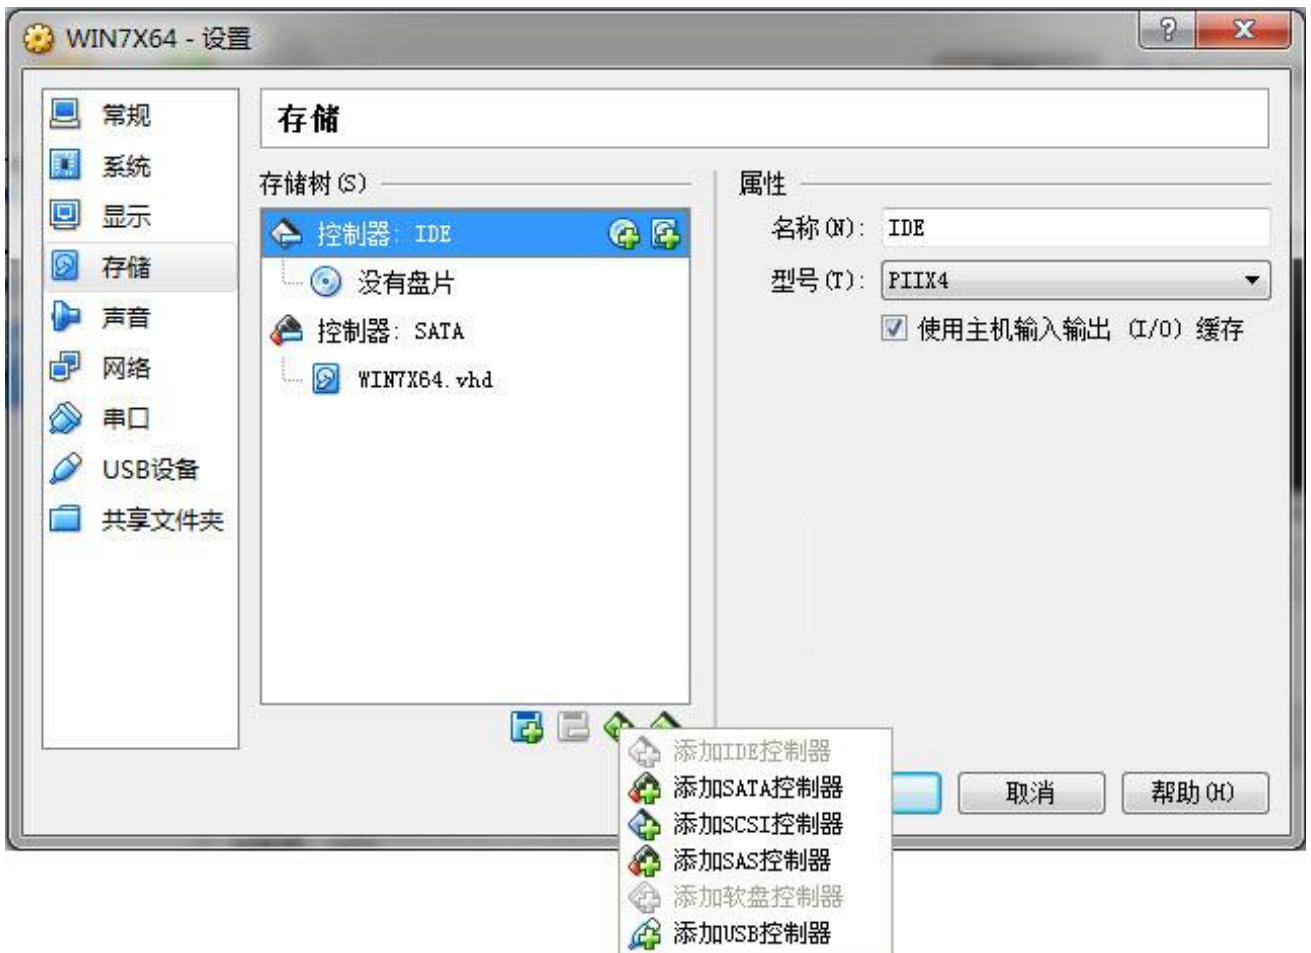 WIN7X64 - 设置
?
X
常规
系统
显示
存储
声音
网络
串口
USB设备
共享文件夹
存储
存储树(S)
控制器: IDE
没有盘片
控制器: SATA
WIN7X64.vhd
属性
名称(N): IDE
型号(T): PIIX4
使用主机输入输出 (I/O) 缓存
添加IDE控制器
添加SATA控制器
添加SCSI控制器
添加SAS控制器
添加软盘控制器
添加USB控制器
取消
帮助(H)